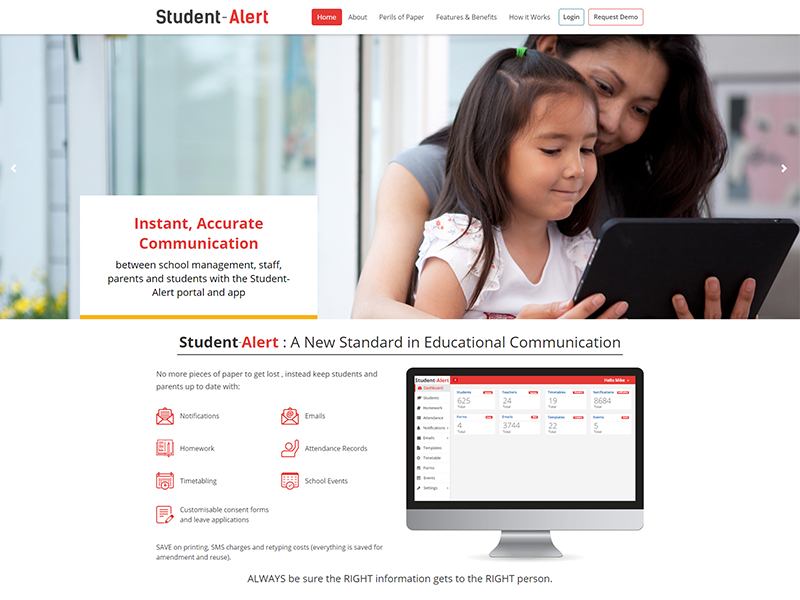 Student-Alert
Home About Perils of Paper Features & Benefits How it Works Login Request Demo
Instant, Accurate
Communication
between school management, staff,
parents and students with the Student-
Alert portal and app
Student-Alert : A New Standard in Educational Communication
No more pieces of paper to get lost , instead keep students and
parents up to date with:
Notifications Emails
Homework Attendance Records
Timetabling School Events
Customisable consent forms
and leave applications
SAVE on printing, SMS charges and retyping costs (everything is saved for
amendment and reuse).
Student-Alert Hello Mike
Dashboard
Students
Homework
Attendance
Notifications
Emails
Templates
Timetable
Forms
Events
Settings
Students Teachers Timetables Notifications
625 24 19 8684
Total Total Total Total
Forms Emails Templates Events
4 3744 22 5
Total Total Total Total
ALWAYS be sure the RIGHT information gets to the RIGHT person.